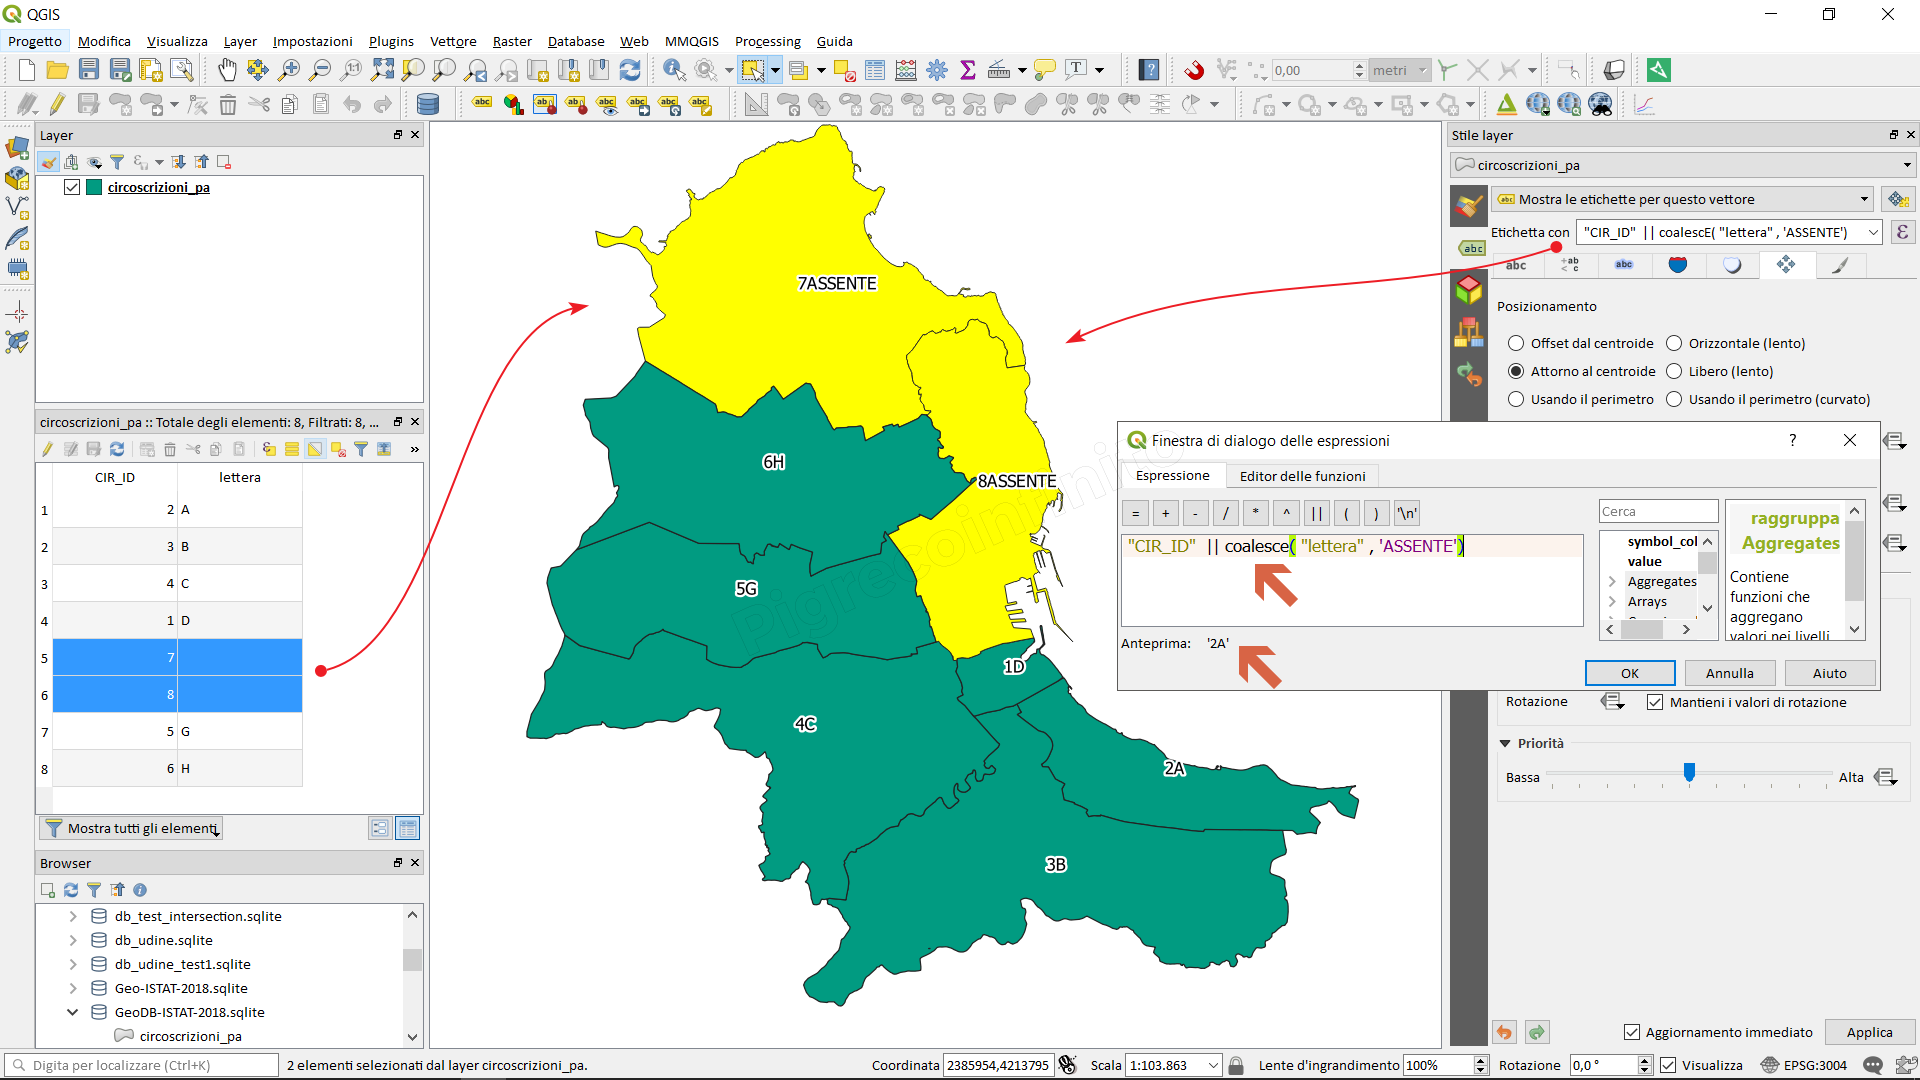 QGIS
Progetto Modifica Visualizza Layer Impostazioni Plugins Vettore Raster Database Web MMQGIS Processing Guida
0,00 metri
Layer
circoscrizioni_pa
circoscrizioni_pa :: Totale degli elementi: 8, Filtrati: 8, ...
CIR_ID lettera
1 2 A
2 3 B
3 4 C
4 1 D
5 7
6 8
7 5 G
8 6 H
Mostra tutti gli elementi
Browser
db_test_intersection.sqlite
db_udine.sqlite
db_udine_test1.sqlite
Geo-ISTAT-2018.sqlite
GeoDB-ISTAT-2018.sqlite
circoscrizioni_pa
7ASSENTE
6H
8ASSENTE
5G
1D
4C
2A
3B
Pigrecoinfinito
Stile layer
circoscrizioni_pa
Mostra le etichette per questo vettore
Etichetta con "CIR_ID" || coalescE( "lettera" , 'ASSENTE')
Posizionamento
Offset dal centroide Orizzontale (lento)
Attorno al centroide Libero (lento)
Usando il perimetro Usando il perimetro (curvato)
Finestra di dialogo delle espressioni
Espressione Editor delle funzioni
= + - / * ^ || ( ) '\n'
"CIR_ID" || coalesce( "lettera" , 'ASSENTE')
Anteprima: '2A'
Cerca
symbol_col
value
Aggregates
Arrays
raggruppa
Aggregates
Contiene
funzioni che
aggregano
valori nei livelli
OK Annulla Aiuto
Rotazione Mantieni i valori di rotazione
Priorità
Bassa Alta
Aggiornamento immediato Applica
Digita per localizzare (Ctrl+K) 2 elementi selezionati dal layer circoscrizioni_pa. Coordinata 2385954,4213795 Scala 1:103.863 Lente d'ingrandimento 100% Rotazione 0,0 ° Visualizza EPSG:3004